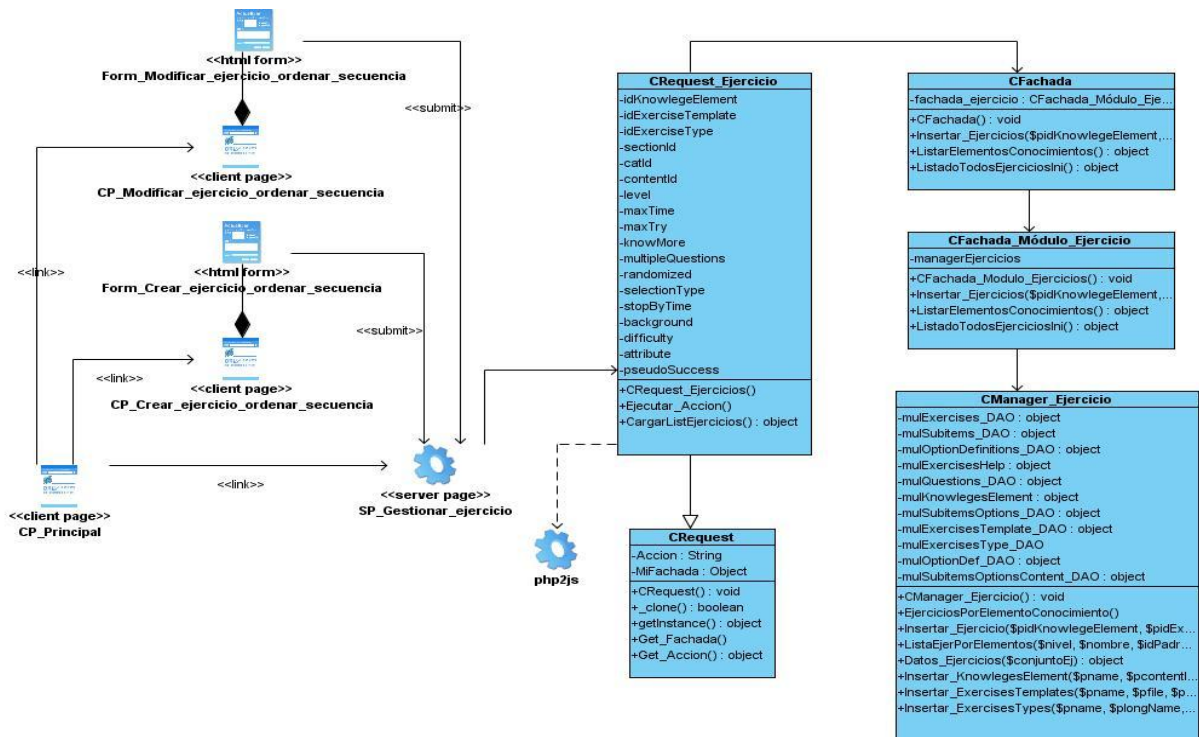 <<html form>>
Form_Modificar_ejercicio_ordenar_secuencia
<<submit>>
<<client page>>
CP_Modificar_ejercicio_ordenar_secuencia
<<link>>
<<html form>>
Form_Crear_ejercicio_ordenar_secuencia
<<submit>>
<<link>>
<<client page>>
CP_Crear_ejercicio_ordenar_secuencia
<<link>>
<<client page>>
CP_Principal
<<server page>>
SP_Gestionar_ejercicio
php2js
CRequest_Ejercicio
-idKnowlegeElement
-idExerciseTemplate
-idExerciseType
-sectionId
-catId
-contentId
-level
-maxTime
-maxTry
-knowMore
-multipleQuestions
-randomized
-selectionType
-stopByTime
-background
-difficulty
-attribute
-pseudoSuccess
+CRequest_Ejercicios()
+Ejecutar_Accion()
+CargarListEjercicios() : object
CRequest
-Accion : String
-MiFachada : Object
+CRequest() : void
+_clone() : boolean
+getInstance() : object
+Get_Fachada()
+Get_Accion() : object
CFachada
-fachada_ejercicio : CFachada_Módulo_Eje...
+CFachada() : void
+Insertar_Ejercicios($pidKnowlegeElement,...
+ListarElementosConocimientos() : object
+ListadoTodosEjerciciosIni() : object
CFachada_Módulo_Ejercicio
-managerEjercicios
+CFachada_Modulo_Ejercicios() : void
+Insertar_Ejercicios($pidKnowlegeElement,...
+ListarElementosConocimientos() : object
+ListadoTodosEjerciciosIni() : object
CManager_Ejercicio
-mulExercises_DAO : object
-mulSubitems_DAO : object
-mulOptionDefinitions_DAO : object
-mulExercisesHelp : object
-mulQuestions_DAO : object
-mulKnowlegesElement : object
-mulSubitemsOptions_DAO : object
-mulExercisesTemplate_DAO : object
-mulExercisesType_DAO
-mulOptionDef_DAO : object
-mulSubitemsOptionsContent_DAO : object
+CManager_Ejercicio() : void
+EjerciciosPorElementoConocimiento()
+Insertar_Ejercicio($pidKnowlegeElement, $pidEx...
+ListaEjerPorElementos($nivel, $nombre, $idPadr...
+Datos_Ejercicios($conjuntoEj) : object
+Insertar_KnowlegesElement($pname, $pcontentI...
+Insertar_ExercisesTemplates($pname, $pfile, $p...
+Insertar_ExercisesTypes($pname, $plongName,...